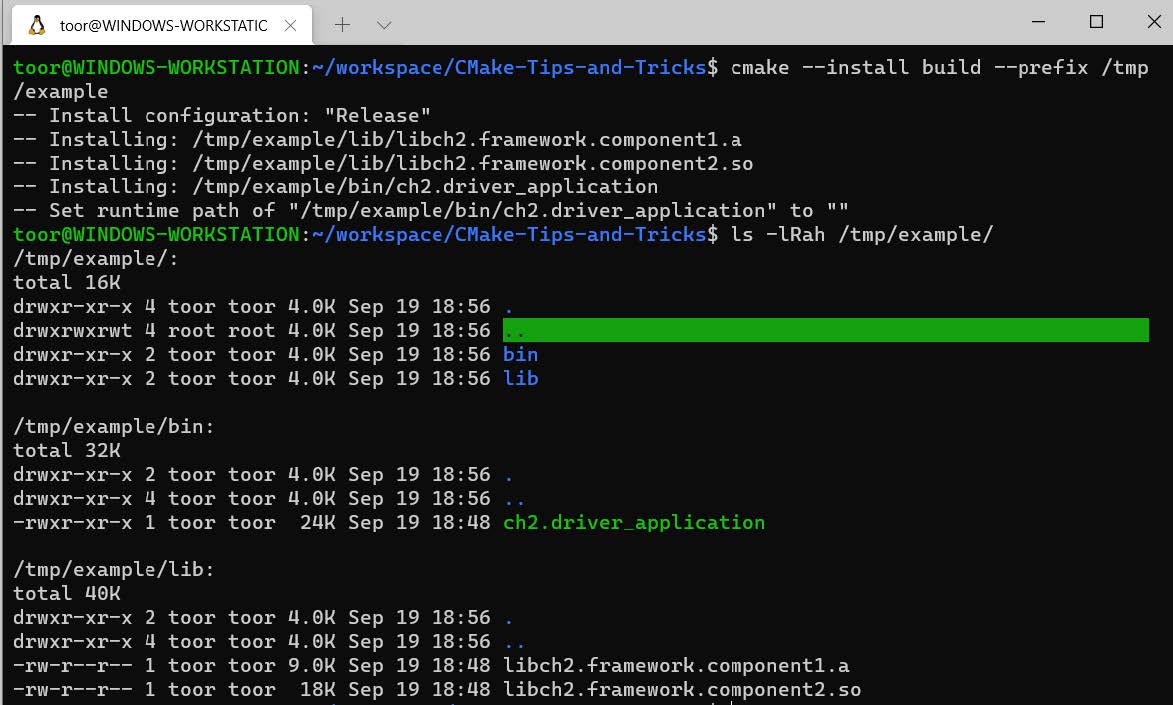 toor@WINDOWS-WORKSTATIC
toor@WINDOWS-WORKSTATION:~/workspace/CMake-Tips-and-Tricks$ cmake --install build --prefix /tmp
/example
-- Install configuration: "Release"
-- Installing: /tmp/example/lib/libch2.framework.component1.a
-- Installing: /tmp/example/lib/libch2.framework.component2.so
-- Installing: /tmp/example/bin/ch2.driver_application
-- Set runtime path of "/tmp/example/bin/ch2.driver_application" to ""
toor@WINDOWS-WORKSTATION:~/workspace/CMake-Tips-and-Tricks$ ls -lRah /tmp/example/
/tmp/example/:
total 16K
drwxr-xr-x 4 toor toor 4.0K Sep 19 18:56 .
drwxrwxrwt 4 root root 4.0K Sep 19 18:56 ..
drwxr-xr-x 2 toor toor 4.0K Sep 19 18:56 bin
drwxr-xr-x 2 toor toor 4.0K Sep 19 18:56 lib
/tmp/example/bin:
total 32K
drwxr-xr-x 2 toor toor 4.0K Sep 19 18:56 .
drwxr-xr-x 4 toor toor 4.0K Sep 19 18:56 ..
-rwxr-xr-x 1 toor toor  24K Sep 19 18:48 ch2.driver_application
/tmp/example/lib:
total 40K
drwxr-xr-x 2 toor toor 4.0K Sep 19 18:56 .
drwxr-xr-x 4 toor toor 4.0K Sep 19 18:56 ..
-rw-r--r-- 1 toor toor 9.0K Sep 19 18:48 libch2.framework.component1.a
-rw-r--r-- 1 toor toor  18K Sep 19 18:48 libch2.framework.component2.so